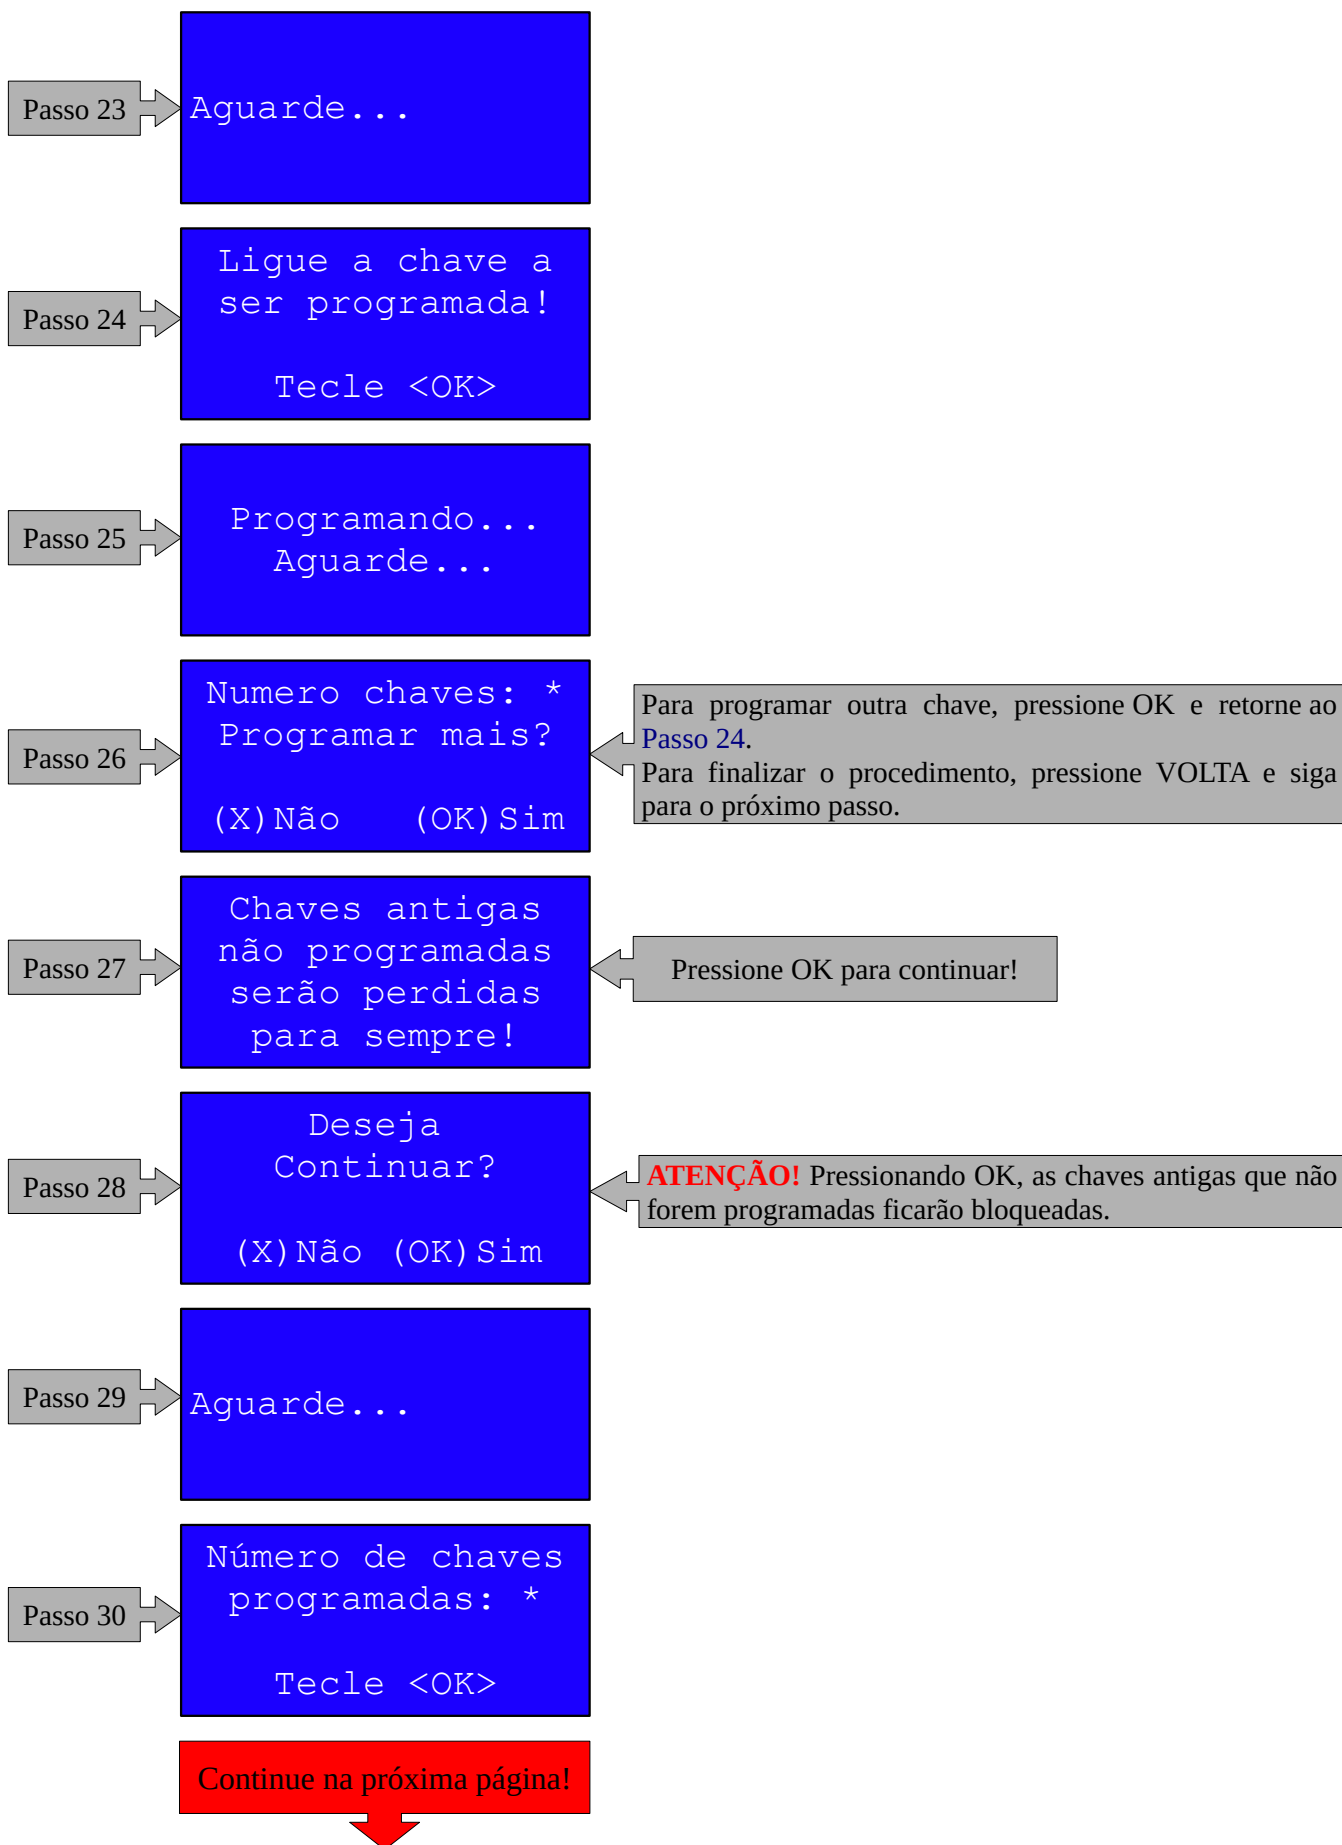 Passo 23
Aguarde...
Passo 24
Ligue a chave a
ser programada!
Tecle <OK>
Passo 25
Programando...
Aguarde...
Passo 26
Numero chaves: *
Programar mais?
(X)Não (OK)Sim
Para programar outra chave, pressione OK e retorne ao
Passo 24.
Para finalizar o procedimento, pressione VOLTA e siga
para o próximo passo.
Passo 27
Chaves antigas
não programadas
serão perdidas
para sempre!
Pressione OK para continuar!
Passo 28
Deseja
Continuar?
(X)Não (OK)Sim
ATENÇÃO! Pressionando OK, as chaves antigas que não
forem programadas ficarão bloqueadas.
Passo 29
Aguarde...
Passo 30
Número de chaves
programadas: *
Tecle <OK>
Continue na próxima página!